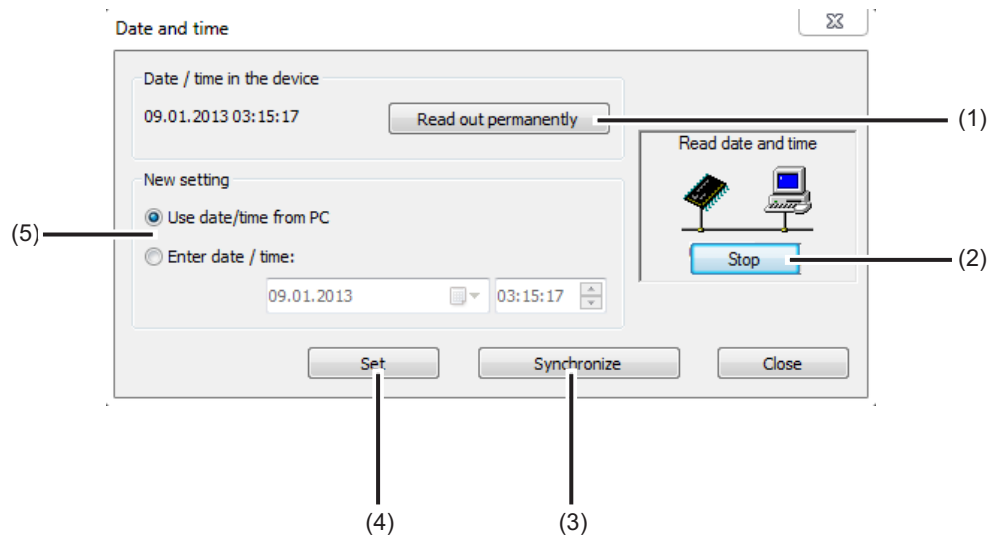 Date and time
Date / time in the device
09.01.2013 03:15:17
Read out permanently
(1)
Read date and time
New setting
Use date/time from PC
(5)
Enter date / time:
Stop
(2)
09.01.2013
03:15:17
Set
Synchronize
Close
(4)
(3)